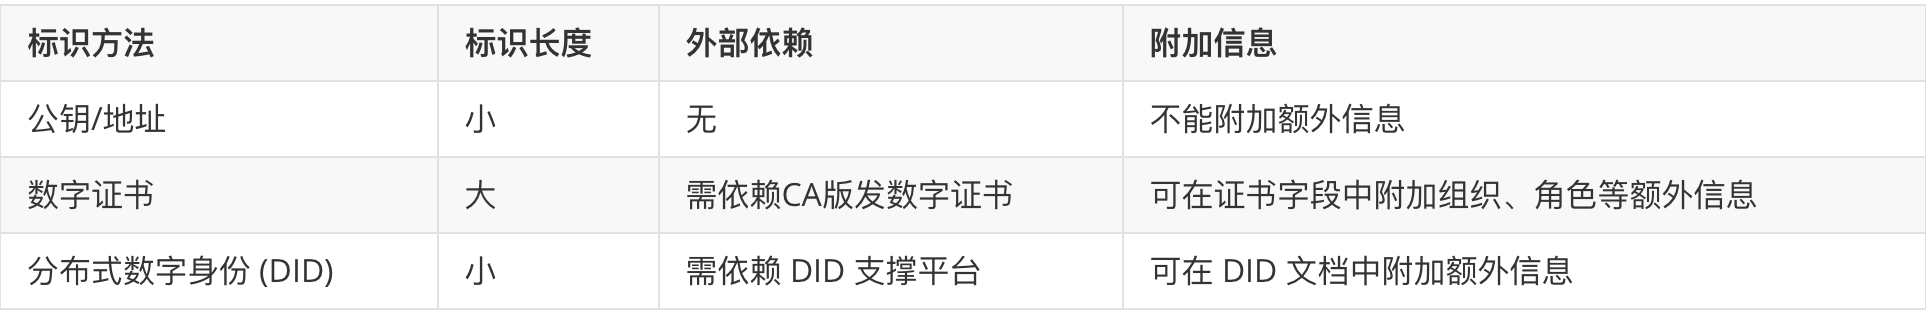 标识方法 标识长度 外部依赖 附加信息
公钥/地址 小 无 不能附加额外信息
数字证书 大 需依赖CA版发数字证书 可在证书字段中附加组织、角色等额外信息
分布式数字身份 (DID) 小 需依赖 DID 支撑平台 可在 DID 文档中附加额外信息